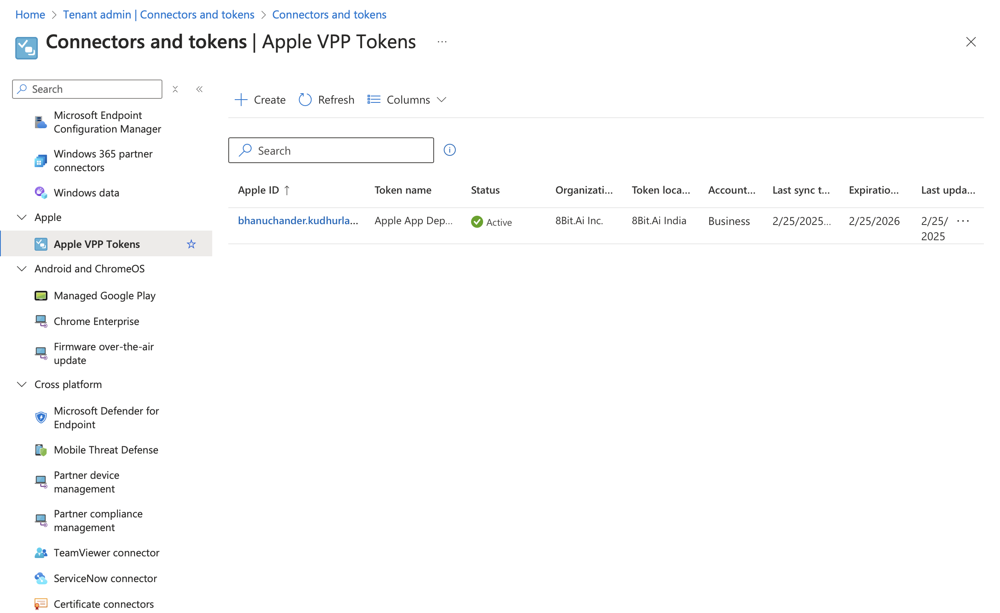 Home > Tenant admin | Connectors and tokens > Connectors and tokens
Connectors and tokens | Apple VPP Tokens ...
Search
Microsoft Endpoint
Configuration Manager
Windows 365 partner
connectors
Windows data
Apple
Apple VPP Tokens
Android and ChromeOS
Managed Google Play
Chrome Enterprise
Firmware over-the-air
update
Cross platform
Microsoft Defender for
Endpoint
Mobile Threat Defense
Partner device
management
Partner compliance
management
TeamViewer connector
ServiceNow connector
Certificate connectors
Create Refresh Columns
Search
Apple ID ↑ Token name Status Organizati... Token loca... Account... Last sync t... Expiratio... Last upda...
bhanuchander.kudhurla... Apple App Dep... Active 8Bit.Ai Inc. 8Bit.Ai India Business 2/25/2025... 2/25/2026 2/25/ ...
2025